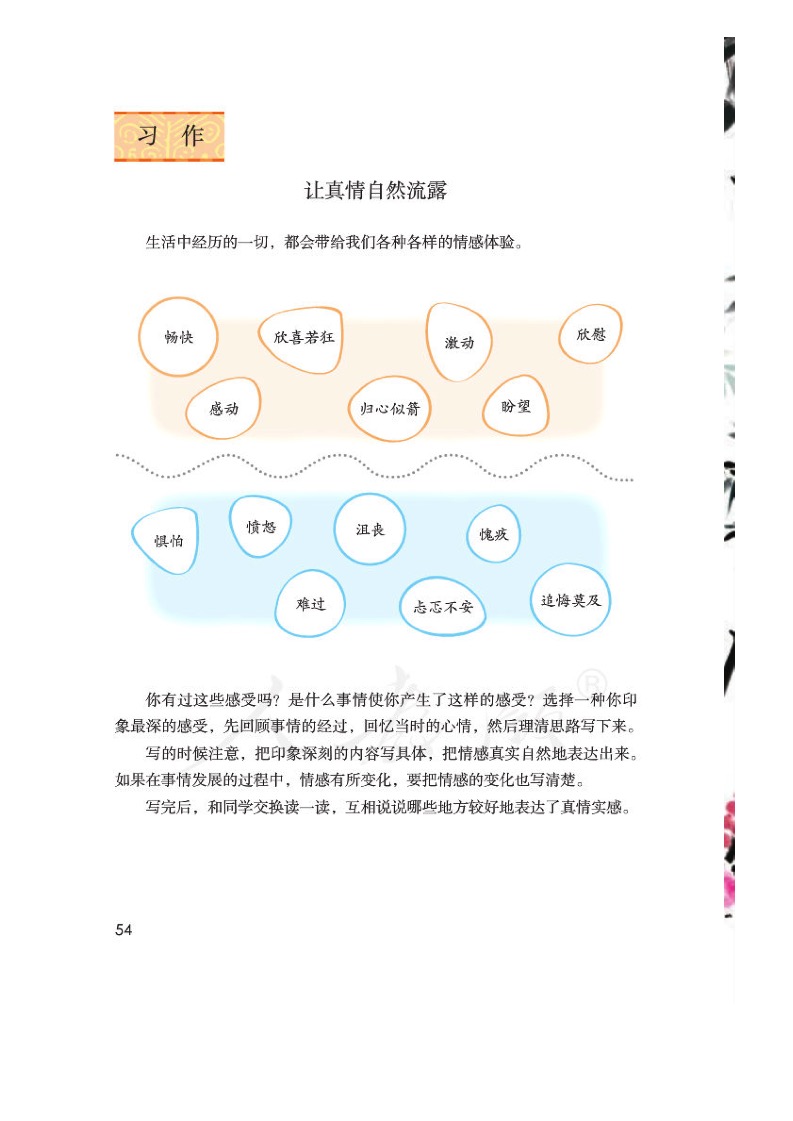 习 作
让真情自然流露
生活中经历的一切，都会带给我们各种各样的情感体验。
畅快
欣喜若狂
激动
欣慰
感动
归心似箭
盼望
惧怕
愤怒
沮丧
愧疚
难过
忐忑不安
追悔莫及
你有过这些感受吗？是什么事情使你产生了这样的感受？选择一种你印
象最深的感受，先回顾事情的经过，回忆当时的心情，然后理清思路写下来。
写的时候注意，把印象深刻的内容写具体，把情感真实自然地表达出来。
如果在事情发展的过程中，情感有所变化，要把情感的变化也写清楚。
写完后，和同学交换读一读，互相说说哪些地方较好地表达了真情实感。
人教版®
54